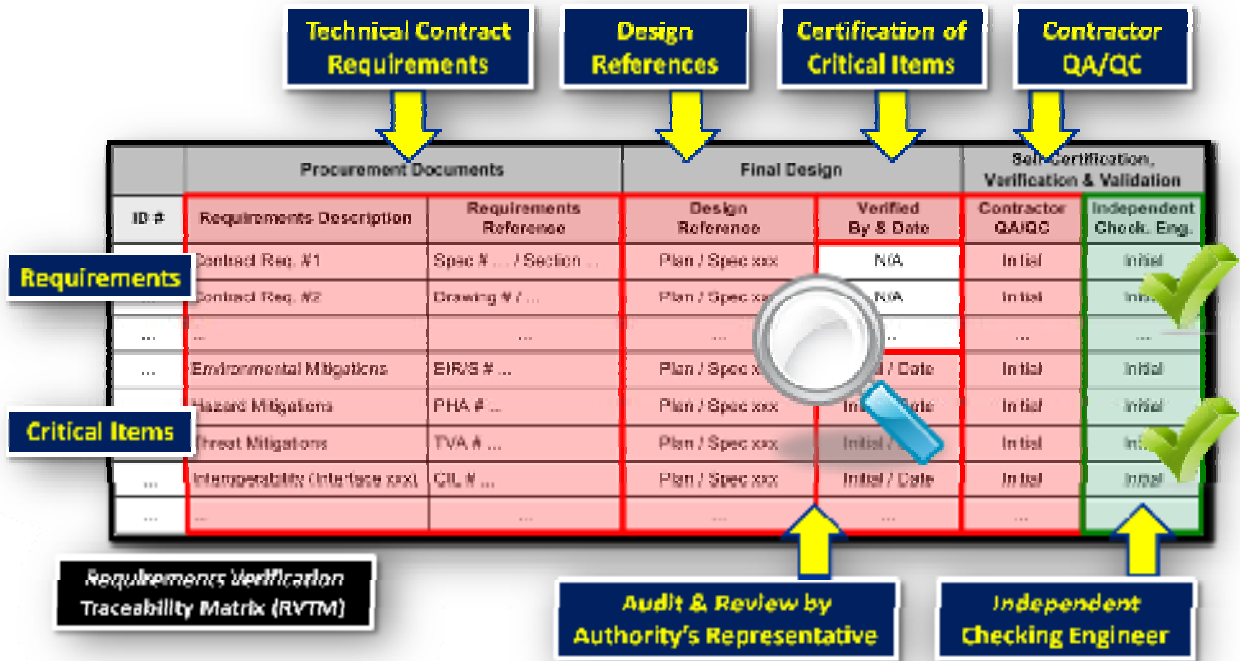 Technical Contract
Requirements
Design
References
Certification of
Critical Items
Contractor
QA/QC
Procurement Documents
Final Design
Self-Certification,
Verification & Validation
ID #
Requirements Description
Requirements
Reference
Design
Reference
Verified
By & Date
Contractor
QA/QC
Independent
Check. Eng.
Requirements
Contract Req. #1 Spec # ... / Section ... Plan / Spec xxx N/A Initial Initial
Contract Req. #2 Drawing # / ... Plan / Spec N/A Initial
... ... ... ... ... ...
... Environmental Mitigations EIR/S # ... Plan / Spec / Date Initial Initial
Hazard Mitigations PHA # ... Plan / Spec xxx Initial Initial
Critical Items
Threat Mitigations TVA # ... Plan / Spec xxx Initial / Initial
... Interoperability (Interface xxx) CIL # ... Plan / Spec xxx Initial / Date Initial Initial
... ... ... ... ... ... ...
Requirements Verification
Traceability Matrix (RVTM)
Audit & Review by
Authority's Representative
Independent
Checking Engineer